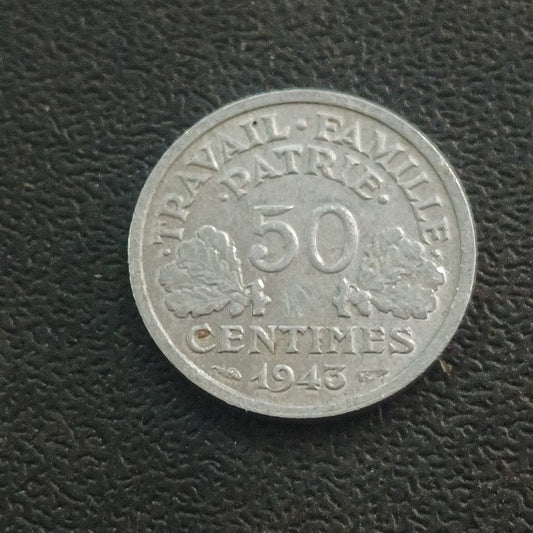 ·TRAVAIL·FAMILLE·
·PATRIE·
50
CENTIMES
1943